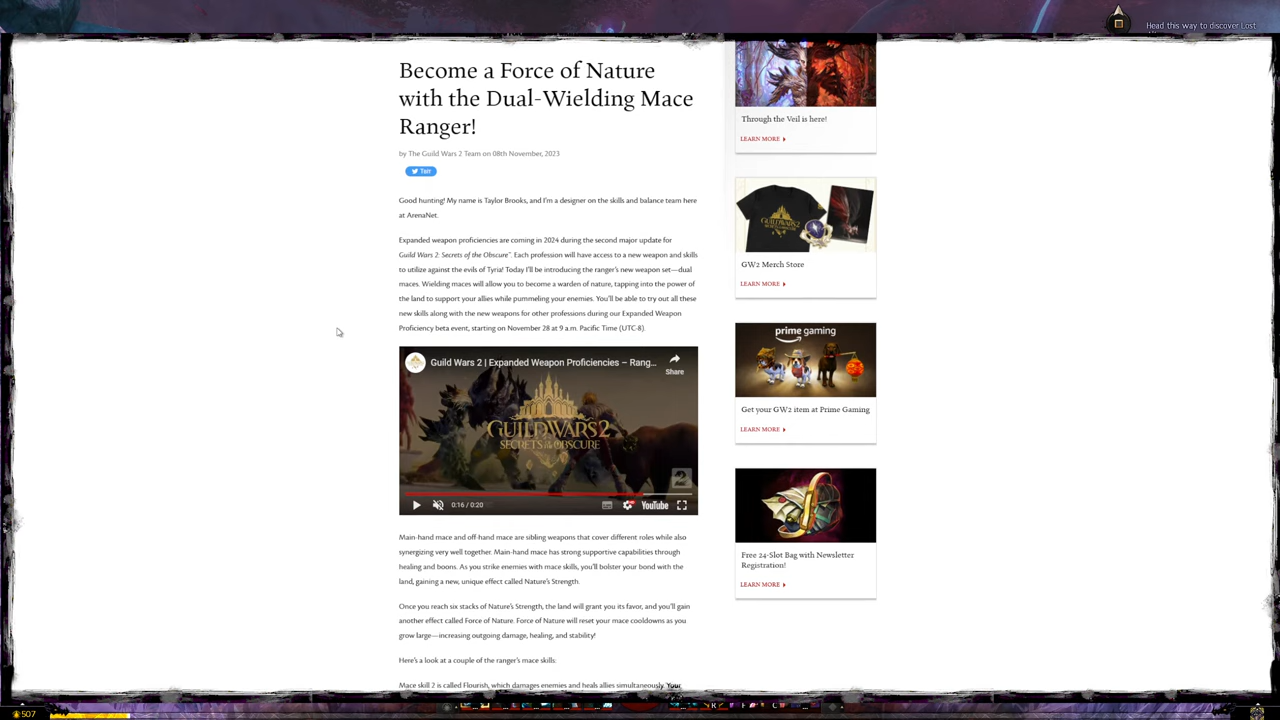 Head this way to discover Lost
Become a Force of Nature
with the Dual-Wielding Mace
Ranger!
by The Guild Wars 2 Team on 08th November, 2023
Good hunting! My name is Taylor Brooks, and I'm a designer on the skills and balance team here
at ArenaNet.
Expanded weapon proficiencies are coming in 2024 during the second major update for
Guild Wars 2: Secrets of the Obscure™. Each profession will have access to a new weapon and skills
to utilize against the evils of Tyria! Today I'll be introducing the ranger's new weapon set—dual
maces. Wielding maces will allow you to become a warden of nature, tapping into the power of
the land to support your allies while pummeling your enemies. You'll be able to try out all these
new skills along with the new weapons for other professions during our Expanded Weapon
Proficiency beta event, starting on November 28 at 9 a.m. Pacific Time (UTC-8).
Guild Wars 2 | Expanded Weapon Proficiencies – Rang...
Share
GUILD WARS 2
SECRETS OF THE OBSCURE
2
0:16 / 0:20
YouTube
Main-hand mace and off-hand mace are sibling weapons that cover different roles while also
synergizing very well together. Main-hand mace has strong supportive capabilities through
healing and boons. As you strike enemies with mace skills, you'll bolster your bond with the
land, gaining a new, unique effect called Nature's Strength.
Once you reach six stacks of Nature's Strength, the land will grant you its favor, and you'll gain
another effect called Force of Nature. Force of Nature will reset your mace cooldowns as you
grow large—increasing outgoing damage, healing, and stability!
Here's a look at a couple of the ranger's mace skills.
Mace skill 2 is called Flourish, which damages enemies and heals allies simultaneously. Your
Through the Veil is here!
LEARN MORE
GUILD WARS 2
GW2 Merch Store
LEARN MORE
prime gaming
Get your GW2 item at Prime Gaming
LEARN MORE
Free 24-Slot Bag with Newsletter
Registration!
LEARN MORE
507